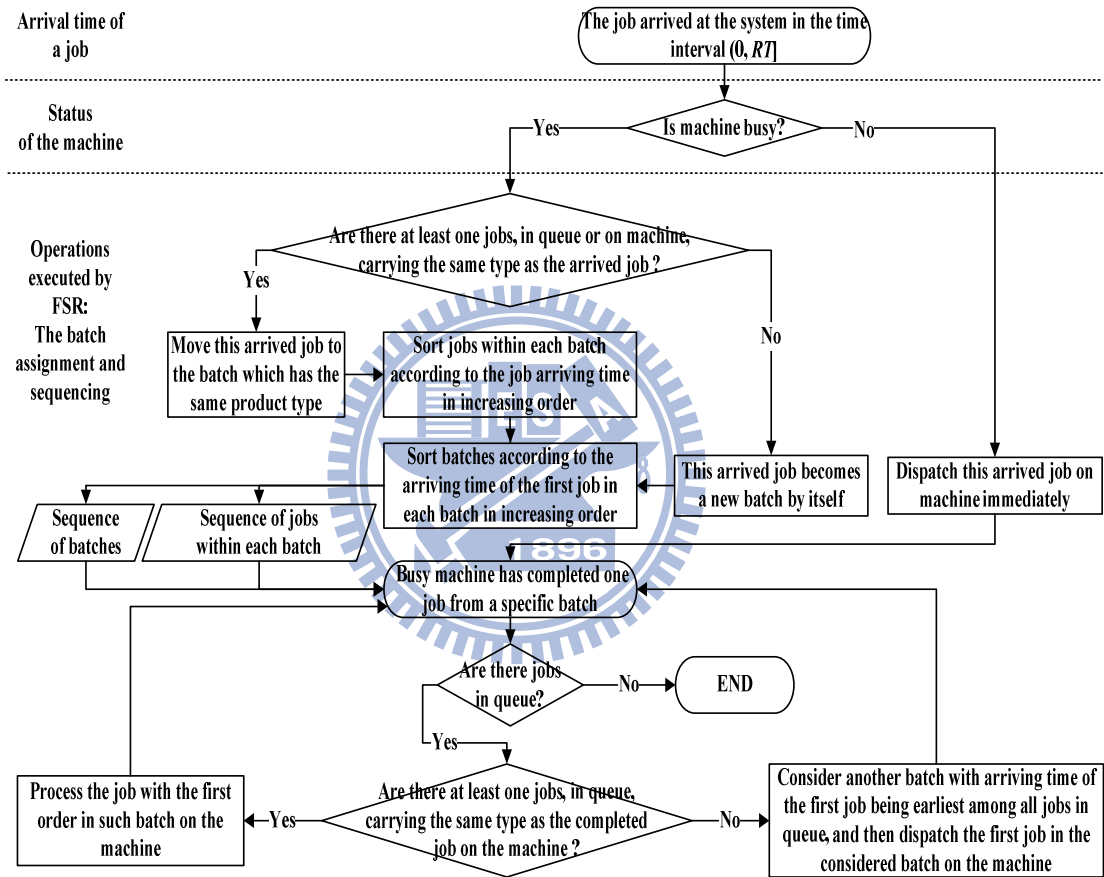 Arrival time of
a job
The job arrived at the system in the time
interval (0, RT]
Status
of the machine
Is machine busy?
Yes
No
Operations
executed by
FSR:
The batch
assignment and
sequencing
Are there at least one jobs, in queue or on machine,
carrying the same type as the arrived job ?
Yes
No
Move this arrived job to
the batch which has the
same product type
Sort jobs within each batch
according to the job arriving time
in increasing order
Sort batches according to the
arriving time of the first job in
each batch in increasing order
This arrived job becomes
a new batch by itself
Dispatch this arrived job on
machine immediately
Sequence
of batches
Sequence of jobs
within each batch
1896
Busy machine has completed one
job from a specific batch
Are there jobs
in queue?
No
END
Yes
Process the job with the first
order in such batch on the
machine
Yes
Are there at least one jobs, in queue,
carrying the same type as the completed
job on the machine ?
No
Consider another batch with arriving time of
the first job being earliest among all jobs in
queue, and then dispatch the first job in the
considered batch on the machine